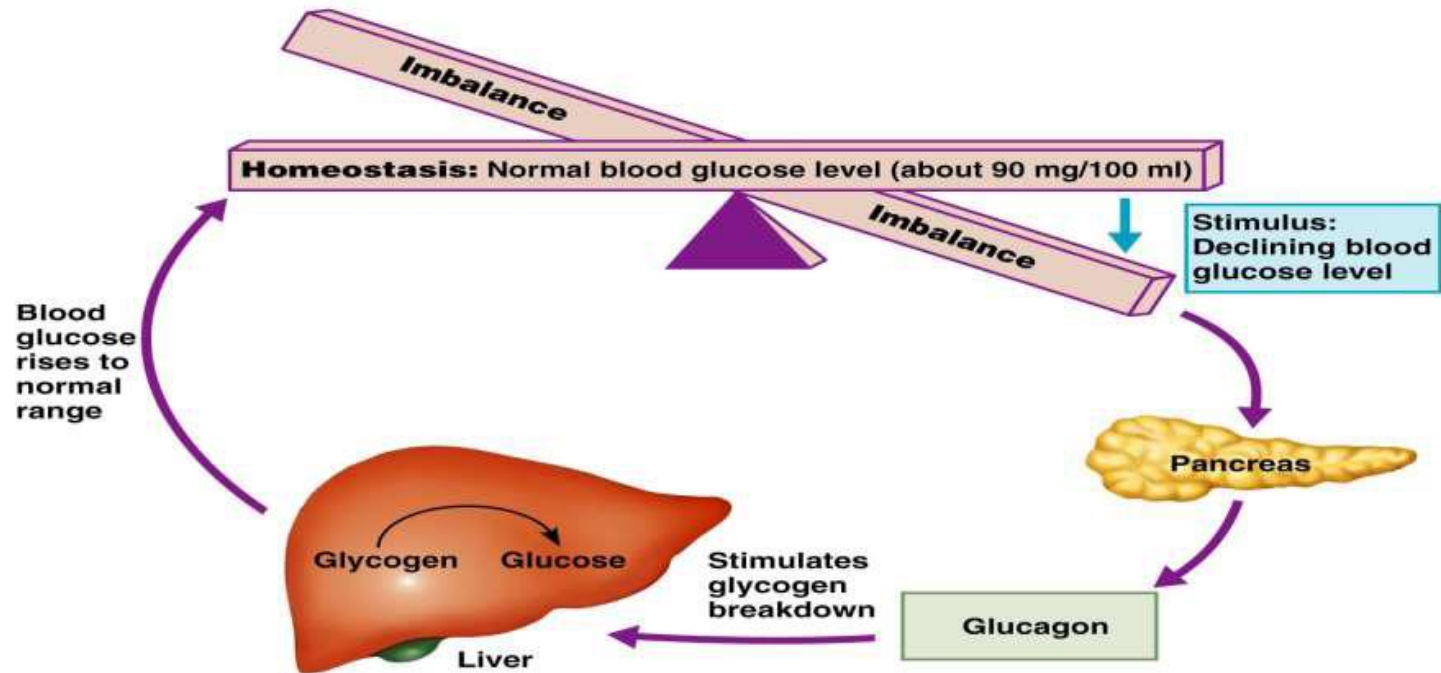 Imbalance
Homeostasis: Normal blood glucose level (about 90 mg/100 ml)
Imbalance
Stimulus:
Declining blood
glucose level
Blood
glucose
rises to
normal
range
Pancreas
Glycogen
Glucose
Stimulates
glycogen
breakdown
Glucagon
Liver